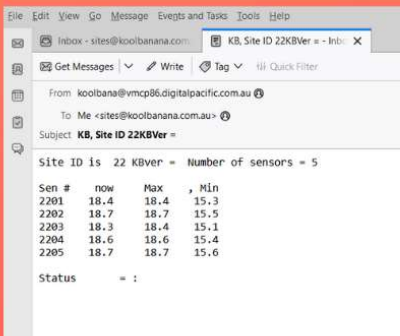 File Edit View Go Message Events and Tasks Tools Help
Inbox - sites@koolbanana.com KB, Site ID 22KBVer = - Inbo X
Get Messages Write Tag Quick Filter
From koolbana@vmcp86.digitalpacific.com.au
To Me <sites@koolbanana.com.au>
Subject KB, Site ID 22KBVer =
Site ID is 22 KBver = Number of sensors = 5
Sen # now Max , Min
2201 18.4 18.4 15.3
2202 18.7 18.7 15.5
2203 18.3 18.4 15.1
2204 18.6 18.6 15.4
2205 18.7 18.7 15.6
Status = :